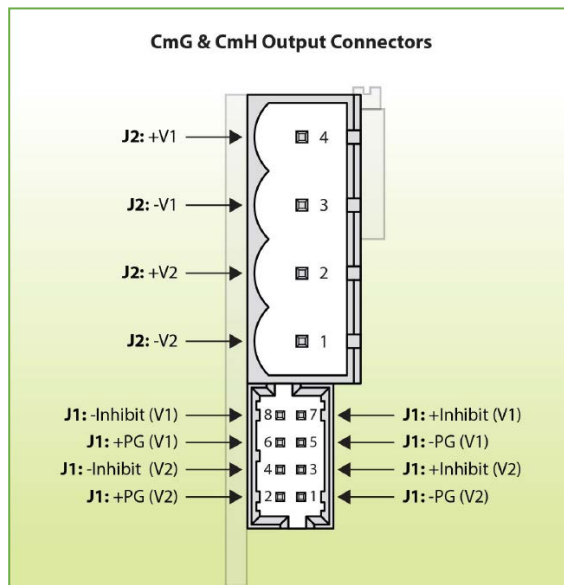 CmG & CmH Output Connectors
J2: +V1
4
J2: -V1
3
J2: +V2
2
J2: -V2
1
J1: -Inhibit (V1) 8 7 J1: +Inhibit (V1)
J1: +PG (V1) 6 5 J1: -PG (V1)
J1: -Inhibit (V2) 4 3 J1: +Inhibit (V2)
J1: +PG (V2) 2 1 J1: -PG (V2)